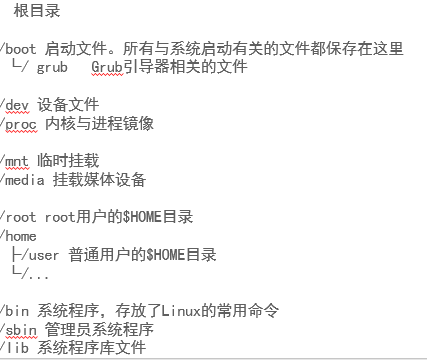 根目录
/boot 启动文件。所有与系统启动有关的文件都保存在这里
└/ grub   Grub引导器相关的文件
/dev 设备文件
/proc 内核与进程镜像
/mnt 临时挂载
/media 挂载媒体设备
/root root用户的$HOME目录
/home
├/user 普通用户的$HOME目录
└/...
/bin 系统程序，存放了Linux的常用命令
/sbin 管理员系统程序
/lib 系统程序库文件